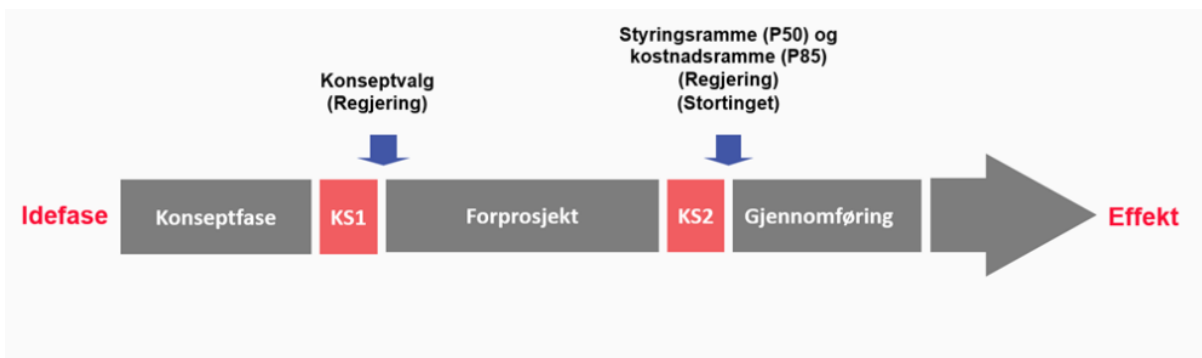 Styringsramme (P50) og
kostnadsramme (P85)
(Regjering)
(Stortinget)
Konseptvalg
(Regjering)
Idefase
Konseptfase
KS1
Forprosjekt
KS2
Gjennomføring
Effekt